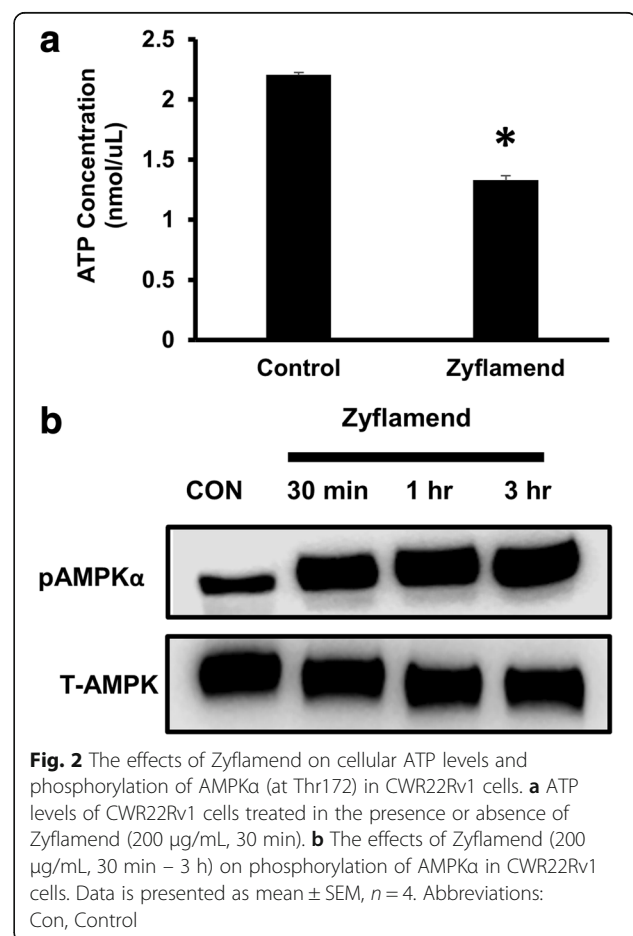 a
2.5
2
1.5
1
0.5
0
ATP Concentration
(nmol/uL)
*
Control
Zyflamend
b
Zyflamend
CON 30 min 1 hr 3 hr
pAMPKα
T-AMPK
Fig. 2 The effects of Zyflamend on cellular ATP levels and
phosphorylation of AMPKα (at Thr172) in CWR22Rv1 cells. a ATP
levels of CWR22Rv1 cells treated in the presence or absence of
Zyflamend (200 μg/mL, 30 min). b The effects of Zyflamend (200
μg/mL, 30 min – 3 h) on phosphorylation of AMPKα in CWR22Rv1
cells. Data is presented as mean ± SEM, n = 4. Abbreviations:
Con, Control